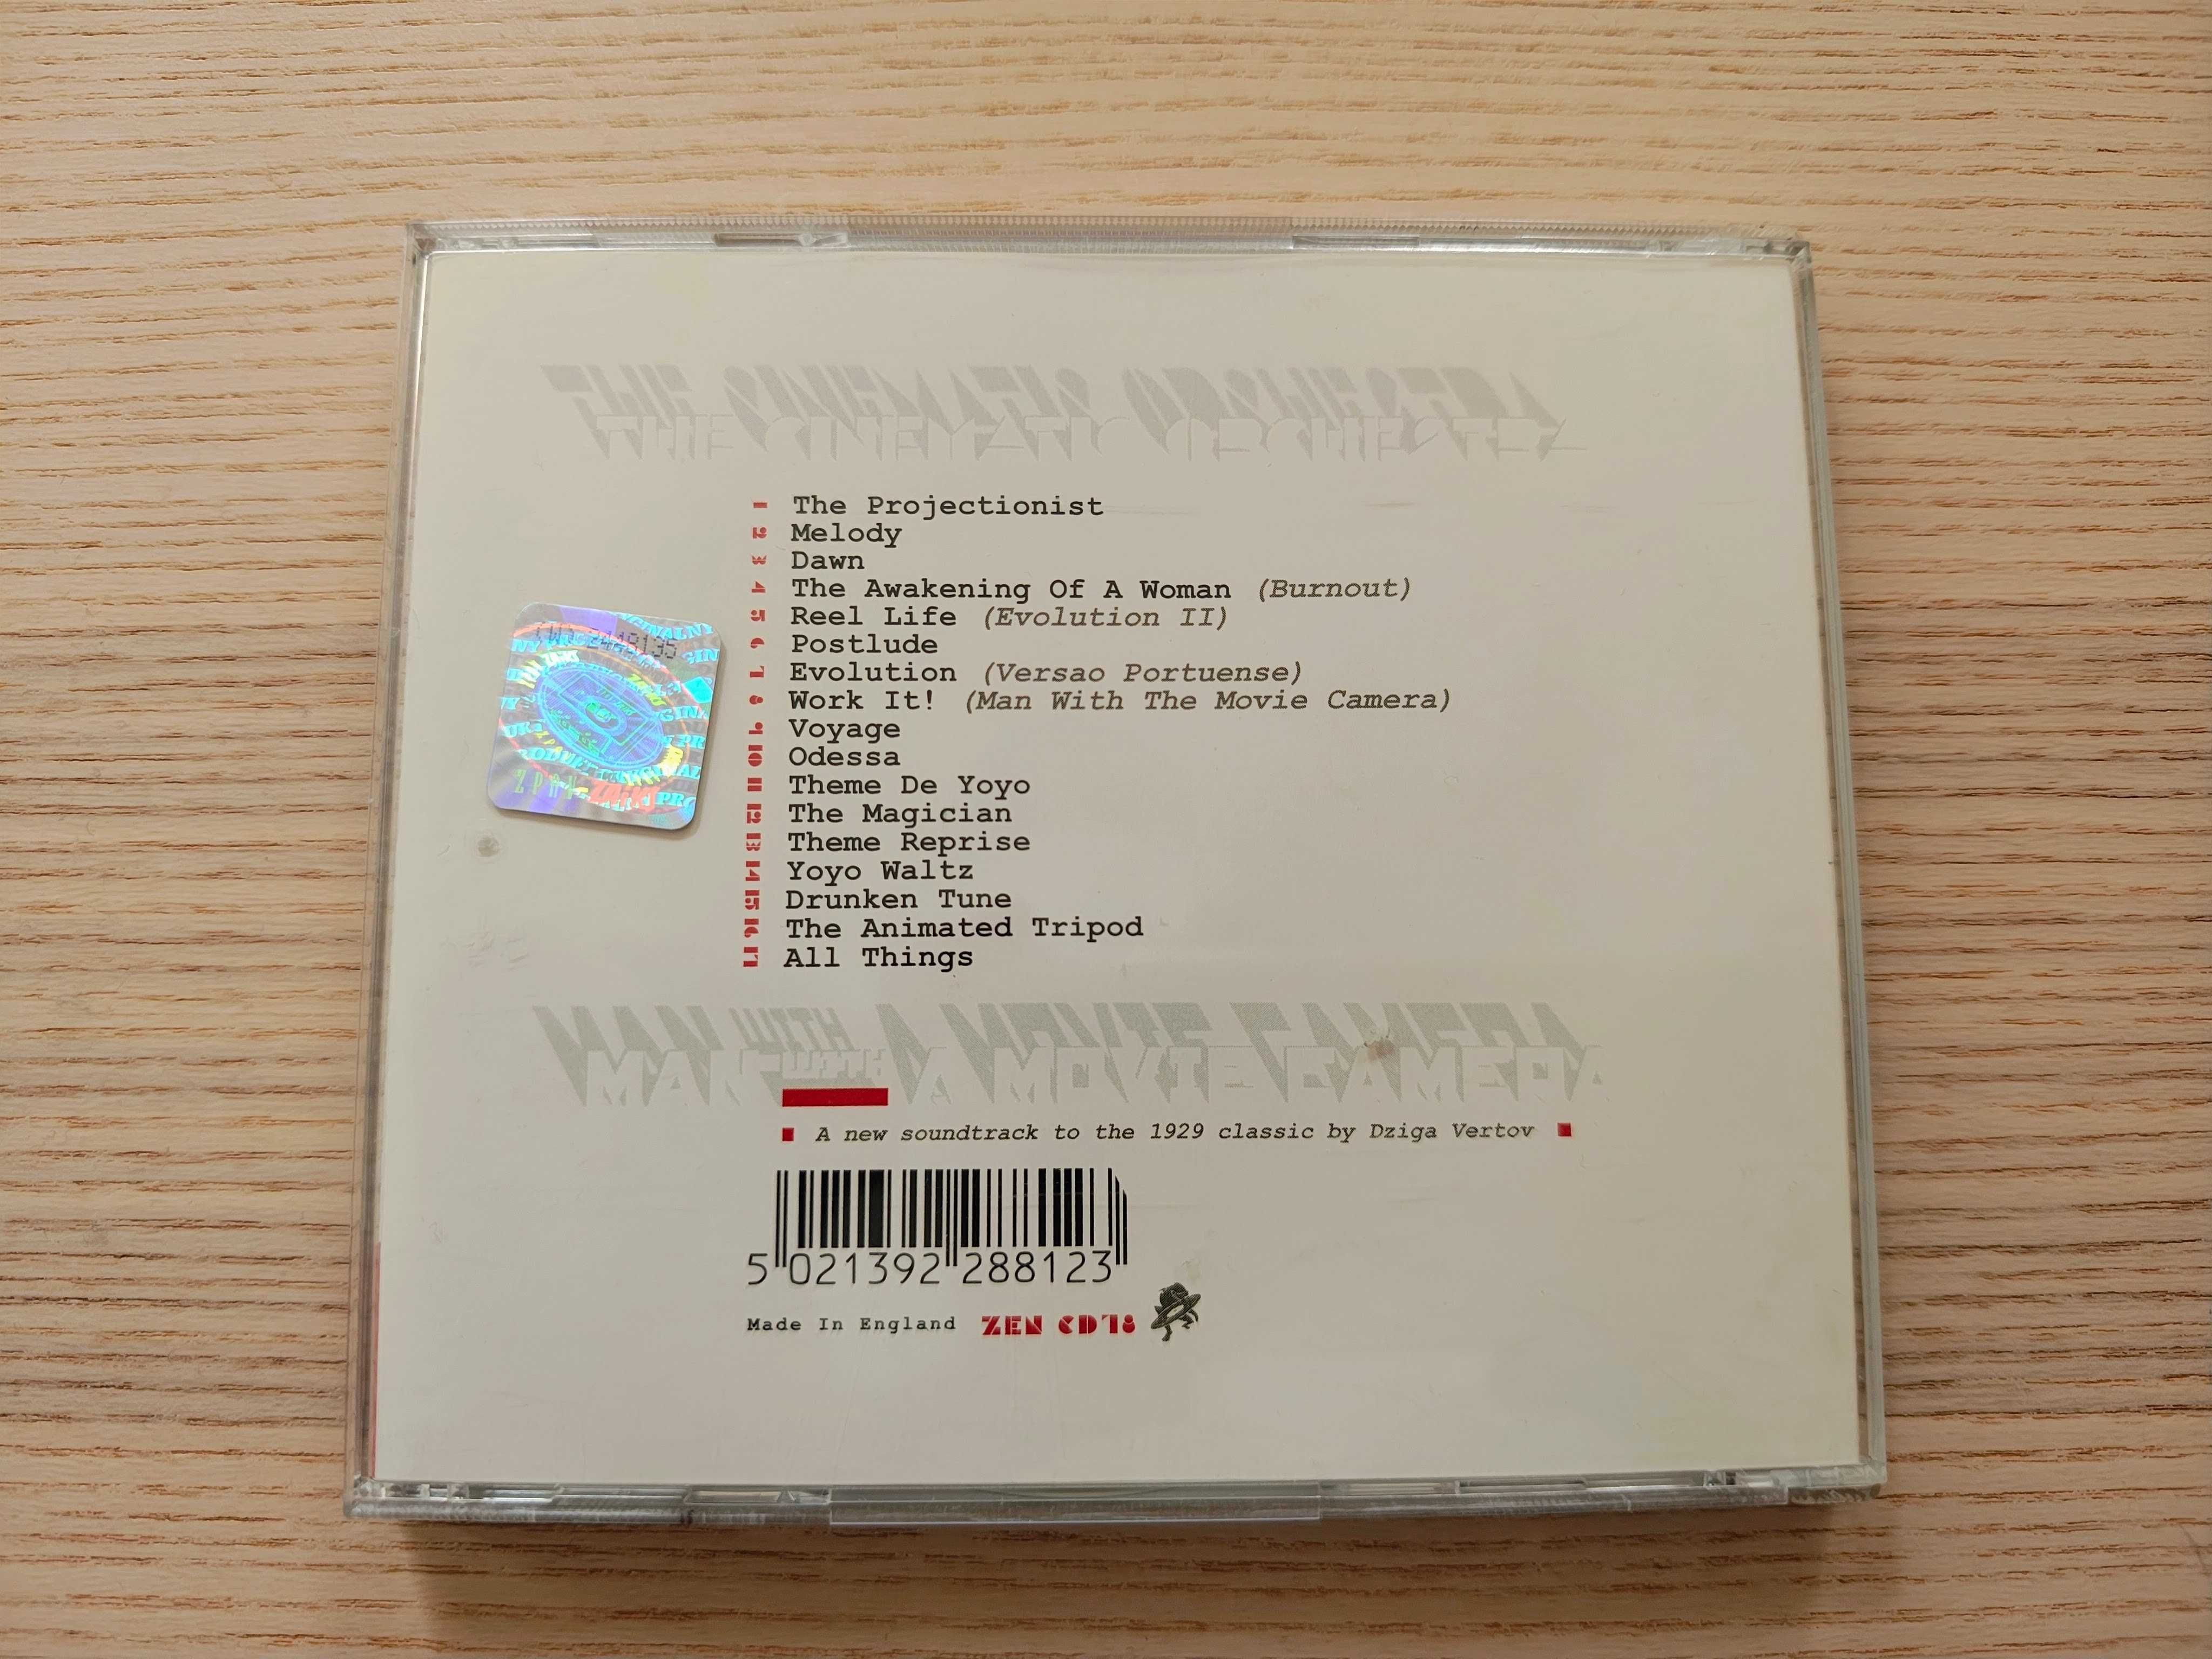 THE CINEMATIC ORCHESTRA
1 The Projectionist
2 Melody
3 Dawn
4 The Awakening Of A Woman (Burnout)
5 Reel Life (Evolution II)
6 Postlude
7 Evolution (Versao Portuense)
8 Work It! (Man With The Movie Camera)
9 Voyage
10 Odessa
11 Theme De Yoyo
12 The Magician
13 Theme Reprise
14 Yoyo Waltz
15 Drunken Tune
16 The Animated Tripod
17 All Things
MAN WITH A MOVIE CAMERA
A new soundtrack to the 1929 classic by Dziga Vertov
5 021392 288123
Made In England ZEN CD78